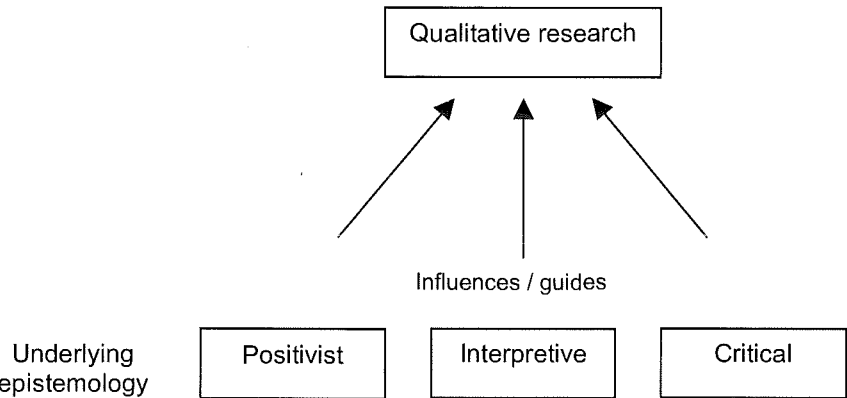 Qualitative research
Influences / guides
Underlying
epistemology
Positivist
Interpretive
Critical